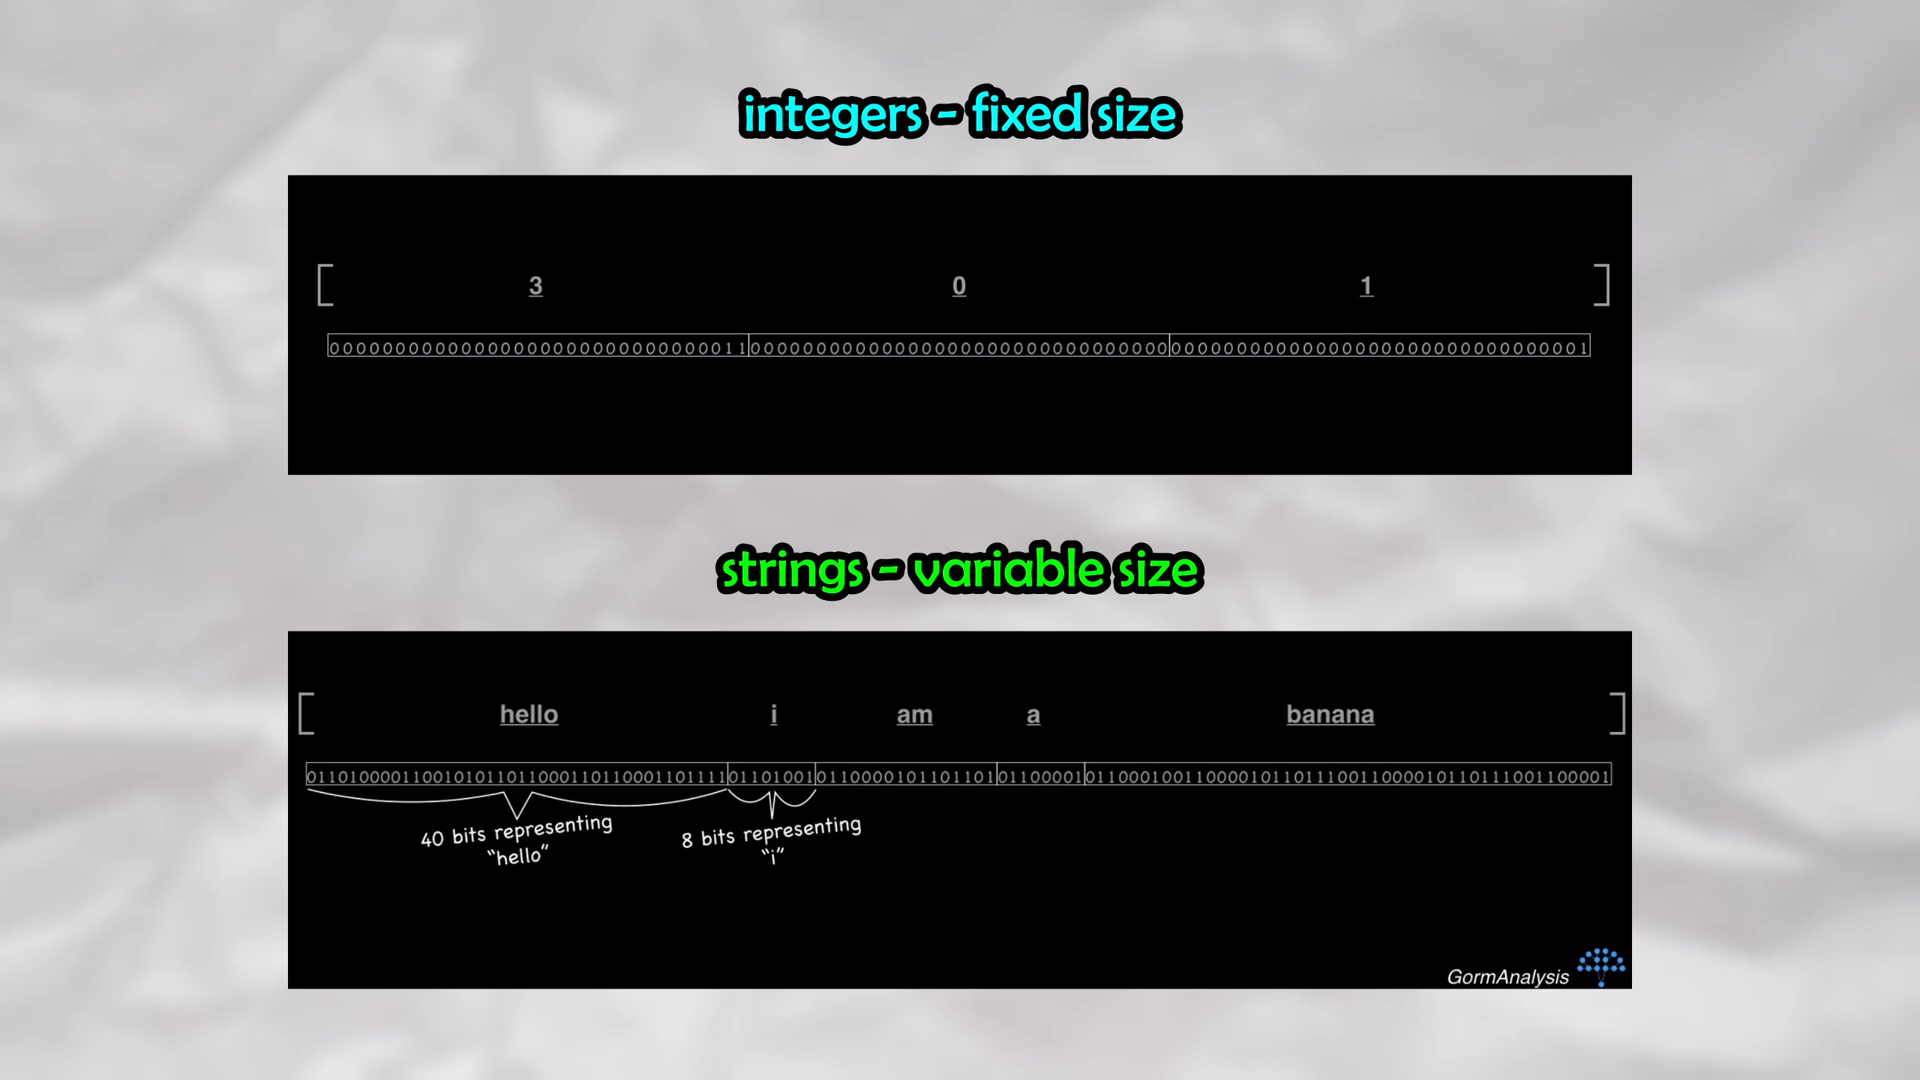 integers - fixed size
[ 3 0 1 ]
00000000000000000000000000000011 00000000000000000000000000000000 00000000000000000000000000000001
strings - variable size
[ hello i am a banana ]
0110100001100101011011000110110001101111 01101001 0110000101101101 01100001 011000100110000101101110011000010110111001100001
40 bits representing
“hello”
8 bits representing
“i”
GormAnalysis